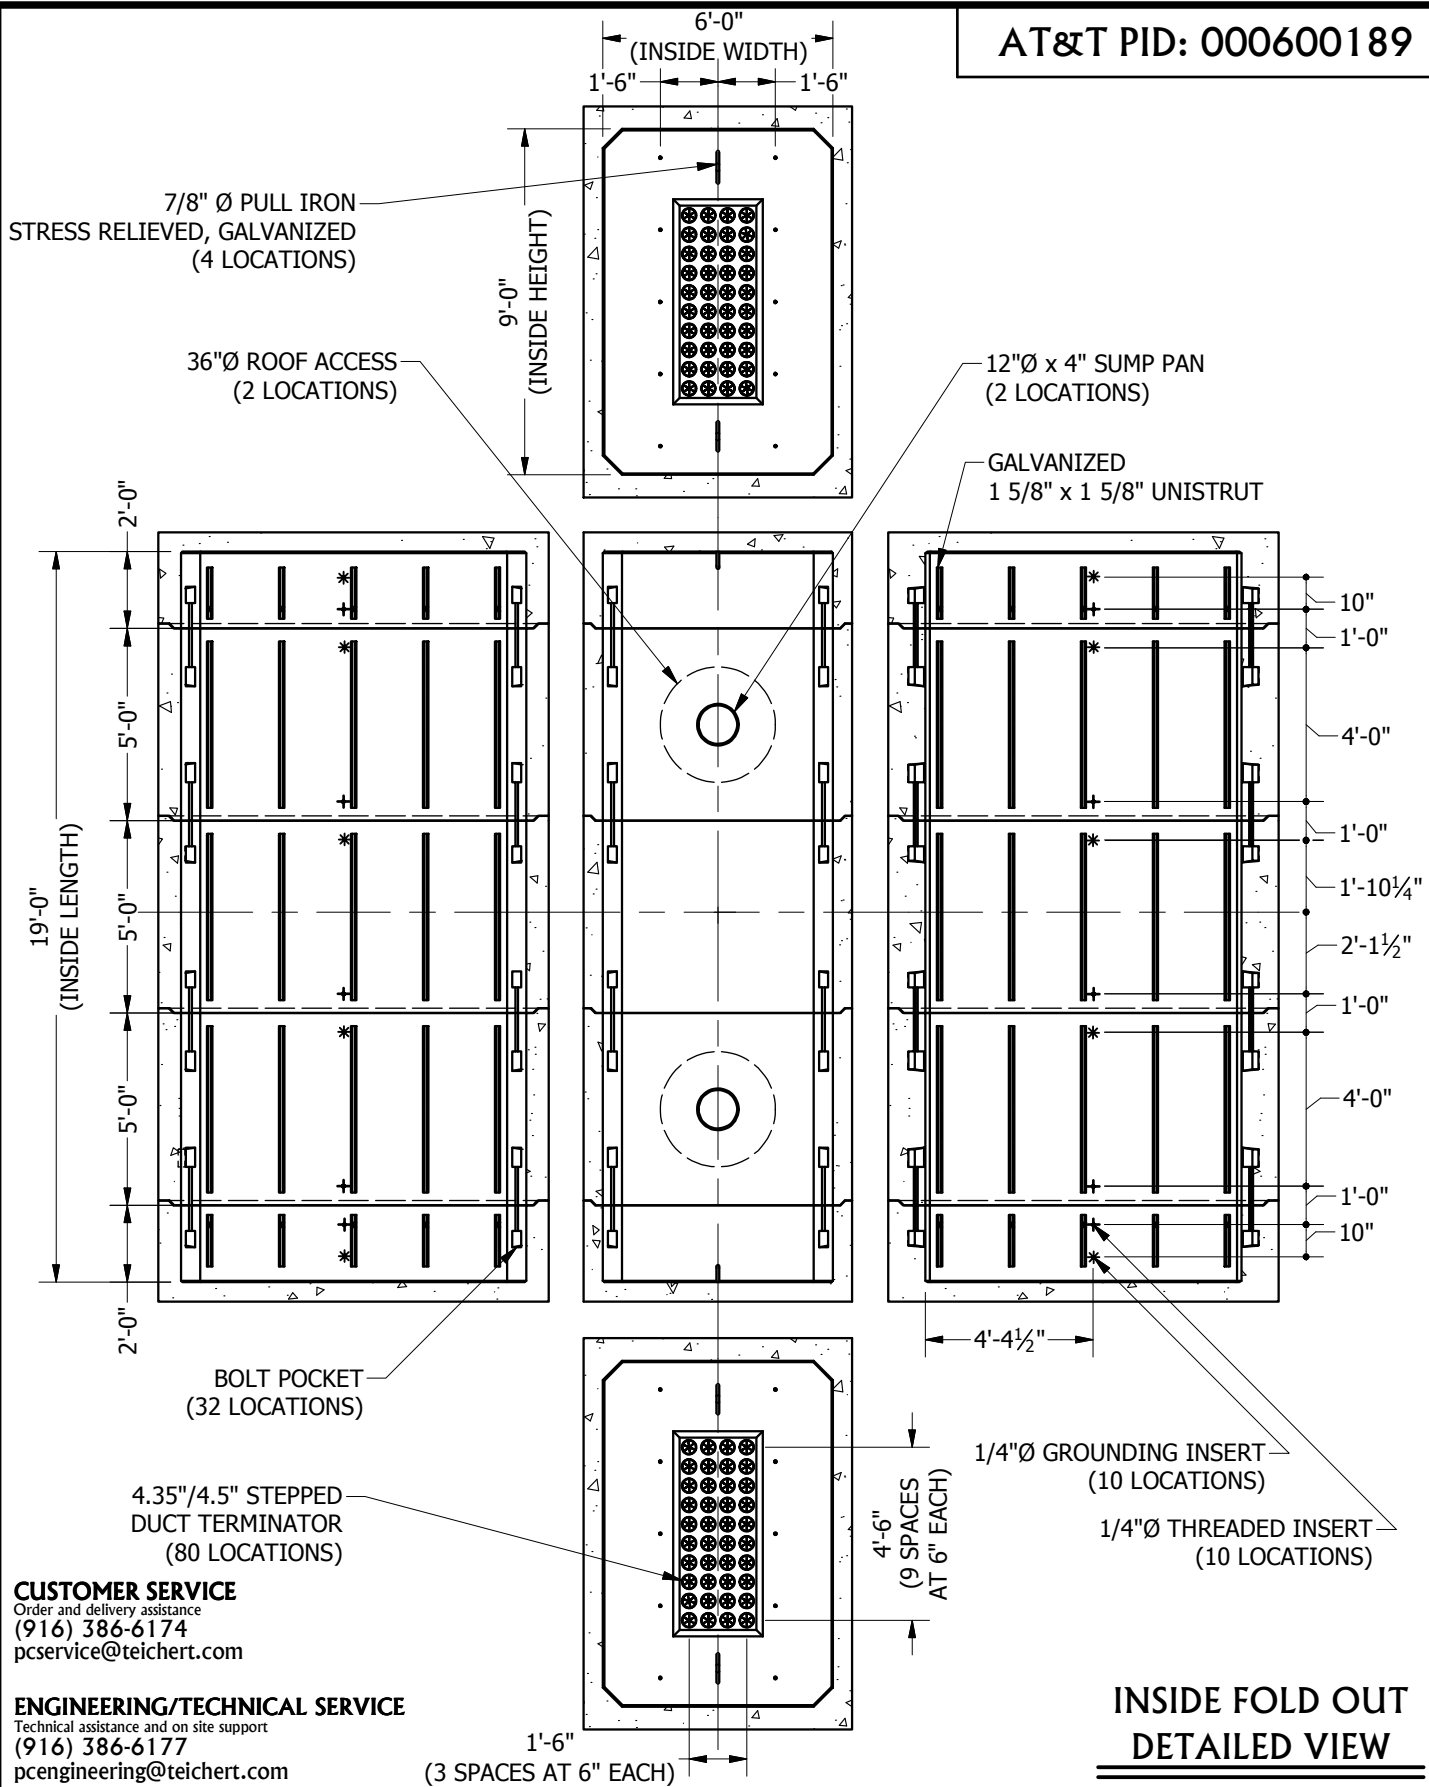 AT&T PID: 000600189
6'-0"
(INSIDE WIDTH)
1'-6"
1'-6"
7/8" Ø PULL IRON
STRESS RELIEVED, GALVANIZED
(4 LOCATIONS)
9'-0"
(INSIDE HEIGHT)
36"Ø ROOF ACCESS
(2 LOCATIONS)
12"Ø x 4" SUMP PAN
(2 LOCATIONS)
GALVANIZED
1 5/8" x 1 5/8" UNISTRUT
2'-0"
5'-0"
5'-0"
5'-0"
2'-0"
19'-0"
(INSIDE LENGTH)
10"
1'-0"
4'-0"
1'-0"
1'-10¼"
2'-1½"
1'-0"
4'-0"
1'-0"
10"
4'-4½"
BOLT POCKET
(32 LOCATIONS)
4.35"/4.5" STEPPED
DUCT TERMINATOR
(80 LOCATIONS)
4'-6"
(9 SPACES
AT 6" EACH)
1/4"Ø GROUNDING INSERT
(10 LOCATIONS)
1/4"Ø THREADED INSERT
(10 LOCATIONS)
CUSTOMER SERVICE
Order and delivery assistance
(916) 386-6174
pcservice@teichert.com
ENGINEERING/TECHNICAL SERVICE
Technical assistance and on site support
(916) 386-6177
pcengineering@teichert.com
1'-6"
(3 SPACES AT 6" EACH)
INSIDE FOLD OUT
DETAILED VIEW